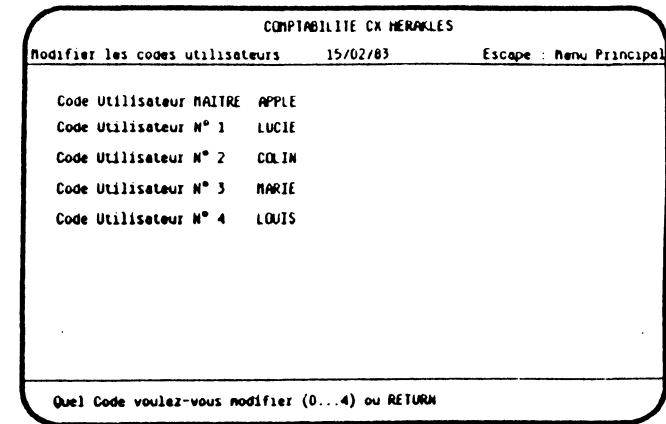 COMPTABILITE CX HERAKLES
Modifier les codes utilisateurs 15/02/83 Escape : Menu Principal
Code Utilisateur MAITRE APPLE
Code Utilisateur N° 1 LUCIE
Code Utilisateur N° 2 COLIN
Code Utilisateur N° 3 MARIE
Code Utilisateur N° 4 LOUIS
Quel Code voulez-vous modifier (0...4) ou RETURN